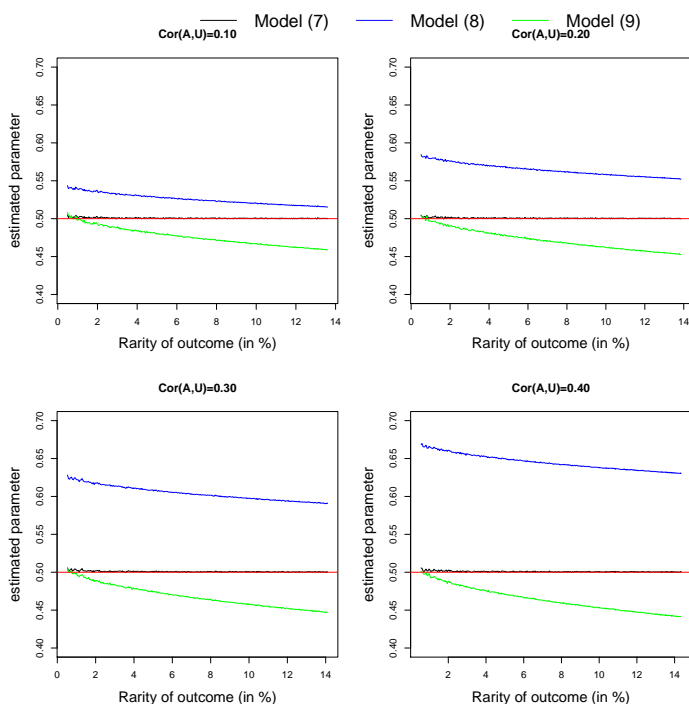 Model (7) Model (8) Model (9)
Cor(A,U)=0.10
estimated parameter
0.40 0.45 0.50 0.55 0.60 0.65 0.70
0 2 4 6 8 10 12 14
Rarity of outcome (in %)
Cor(A,U)=0.20
estimated parameter
0.40 0.45 0.50 0.55 0.60 0.65 0.70
0 2 4 6 8 10 12 14
Rarity of outcome (in %)
Cor(A,U)=0.30
estimated parameter
0.40 0.45 0.50 0.55 0.60 0.65 0.70
0 2 4 6 8 10 12 14
Rarity of outcome (in %)
Cor(A,U)=0.40
estimated parameter
0.40 0.45 0.50 0.55 0.60 0.65 0.70
2 4 6 8 10 12 14
Rarity of outcome (in %)